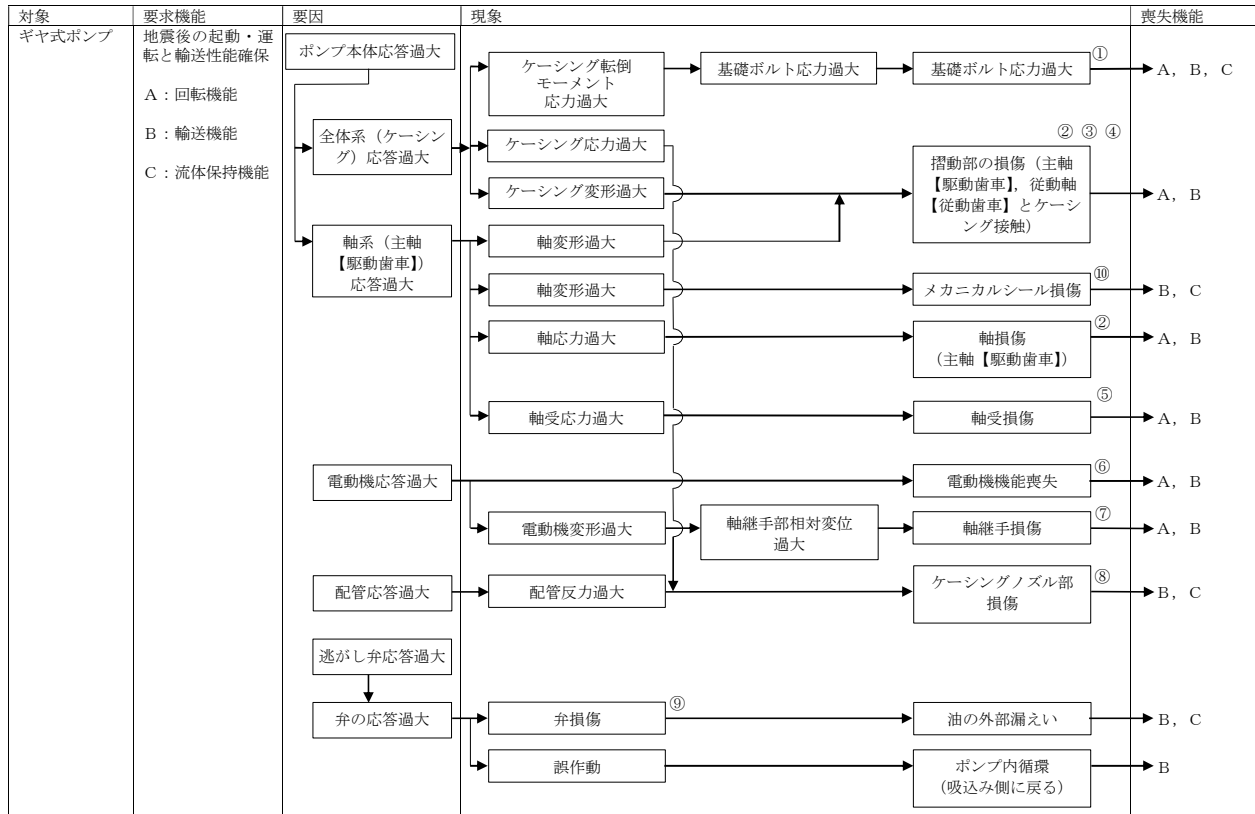 対象
要求機能
要因
現象
喪失機能
ギヤ式ポンプ
地震後の起動・運
転と輸送性能確保
A:回転機能
B:輸送機能
C:流体保持機能
ポンプ本体応答過大
ケーシング転倒
モーメント
応力過大
基礎ボルト応力過大
①
基礎ボルト応力過大
A, B, C
全体系(ケーシン
グ)応答過大
ケーシング応力過大
ケーシング変形過大
② ③ ④
摺動部の損傷(主軸
【駆動歯車】,従動軸
【従動歯車】とケーシ
ング接触)
A, B
軸系(主軸
【駆動歯車】)
応答過大
軸変形過大
軸変形過大
⑩
メカニカルシール損傷
B, C
軸応力過大
②
軸損傷
(主軸【駆動歯車】)
A, B
軸受応力過大
⑤
軸受損傷
A, B
電動機応答過大
⑥
電動機機能喪失
A, B
電動機変形過大
軸継手部相対変位
過大
⑦
軸継手損傷
A, B
配管応答過大
配管反力過大
⑧
ケーシングノズル部
損傷
B, C
逃がし弁応答過大
弁の応答過大
⑨
弁損傷
油の外部漏えい
B, C
誤作動
ポンプ内循環
(吸込み側に戻る)
B